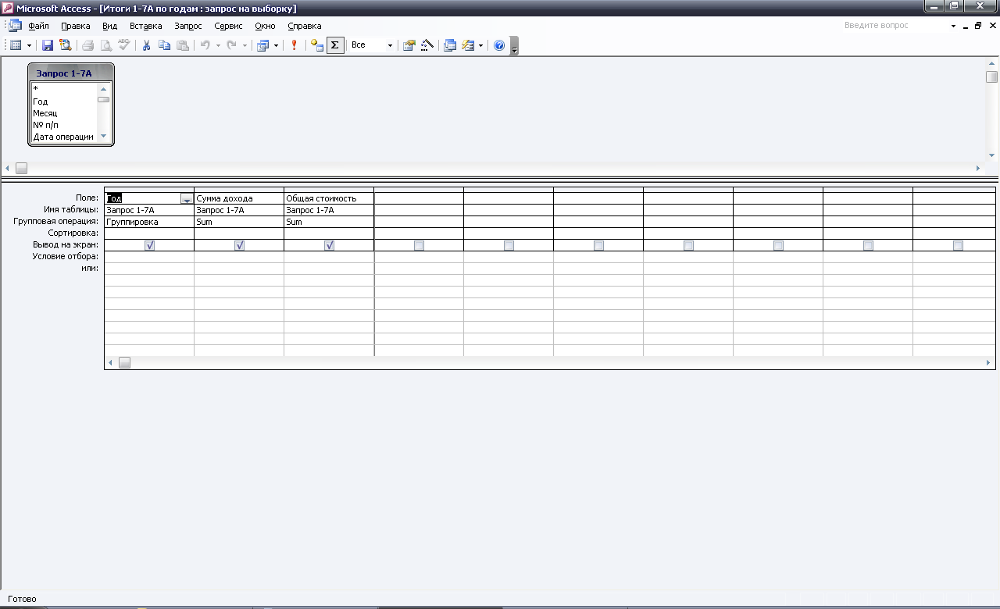 Microsoft Access - [Итоги 1-7А по годам : запрос на выборку]
Файл Правка Вид Вставка Запрос Сервис Окно Справка Введите вопрос
ABC Σ Все
Запрос 1-7А
*
Год
Месяц
№ п/п
Дата операции
Поле: Год Сумма дохода Общая стоимость
Имя таблицы: Запрос 1-7А Запрос 1-7А Запрос 1-7А
Групповая операция: Группировка Sum Sum
Сортировка:
Вывод на экран:
Условие отбора:
или:
Готово